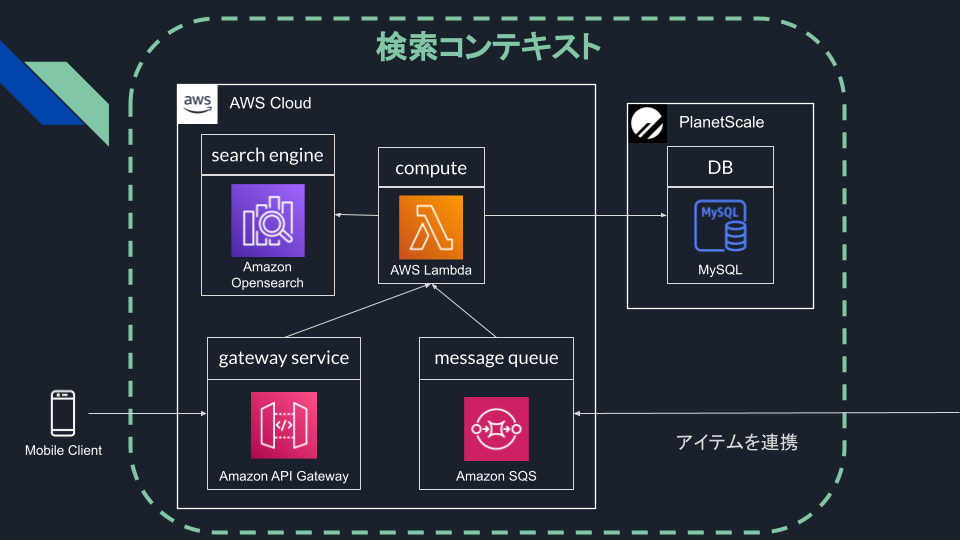 検索コンテキスト
aws
AWS Cloud
PlanetScale
search engine
compute
DB
MySQL
Amazon
Opensearch
AWS Lambda
MySQL
gateway service
message queue
Mobile Client
Amazon API Gateway
Amazon SQS
アイテムを連携